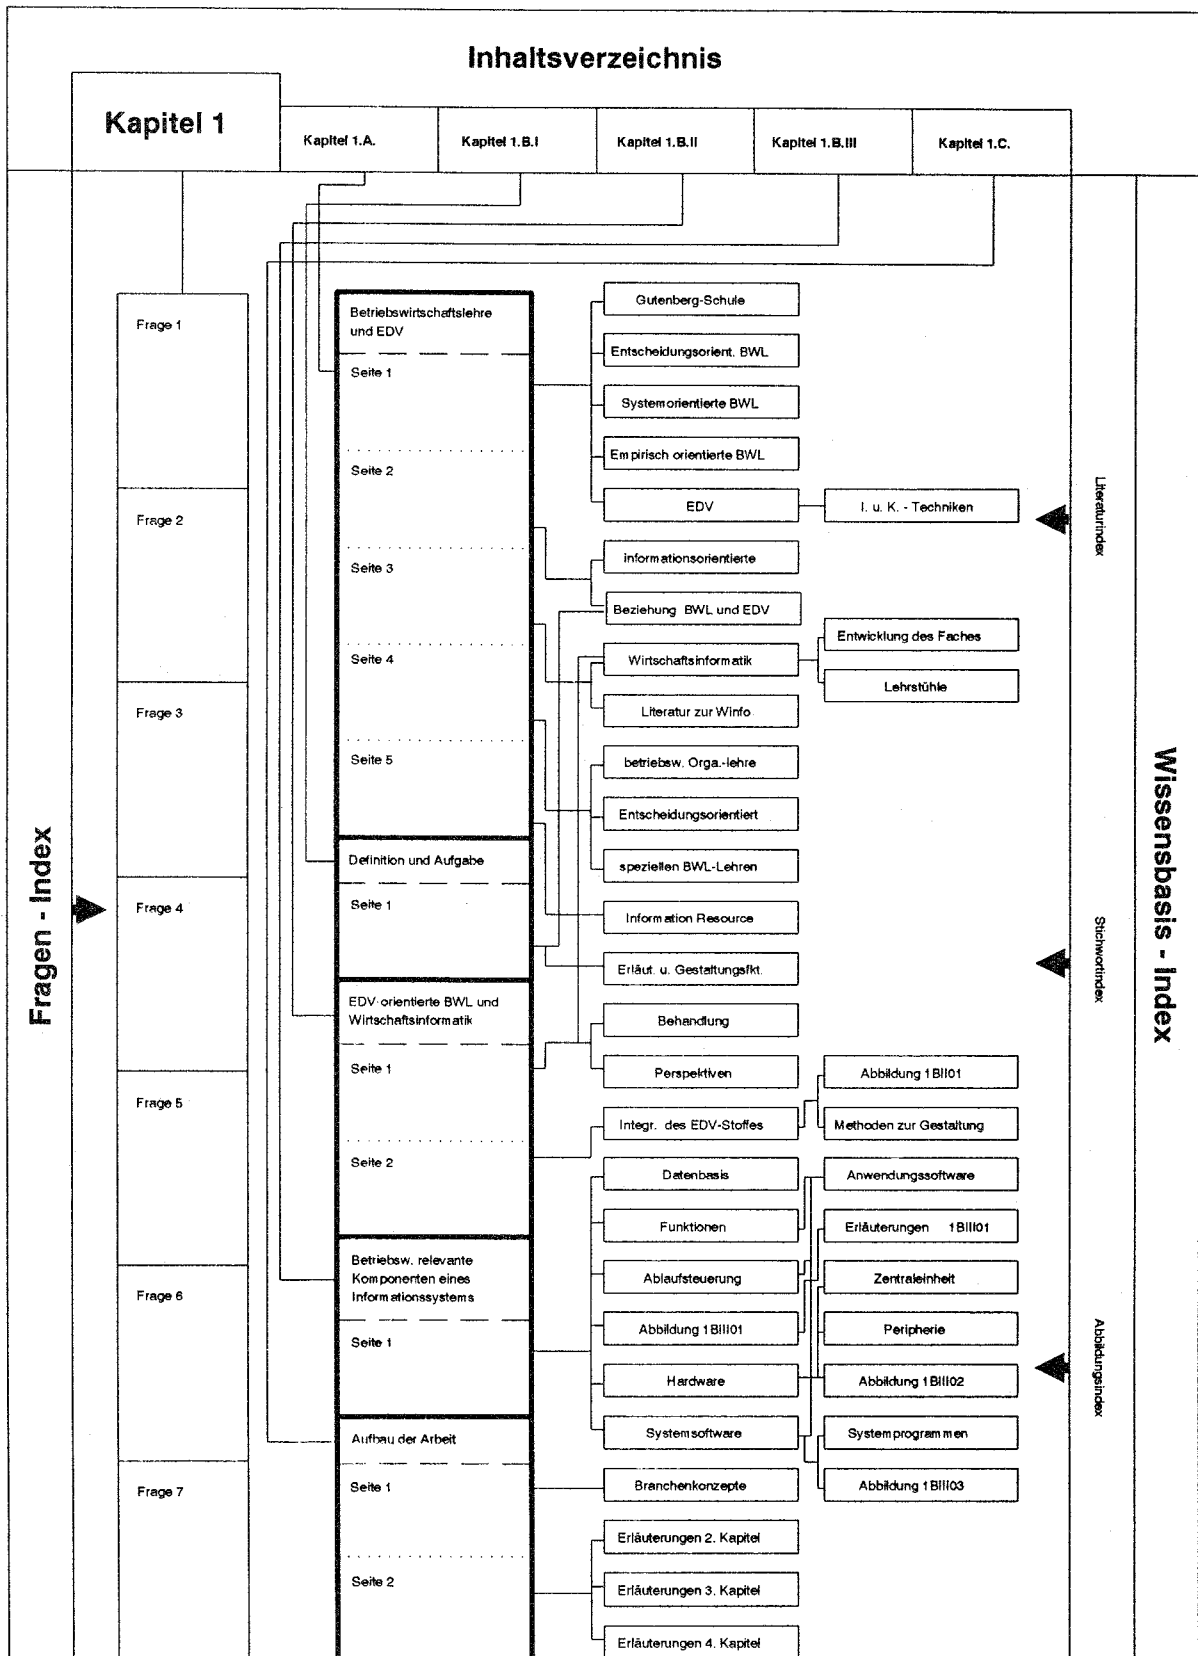 Inhaltsverzeichnis
Kapitel 1
Kapitel 1.A.
Kapitel 1.B.I
Kapitel 1.B.II
Kapitel 1.B.III
Kapitel 1.C.
Fragen - Index
Frage 1
Frage 2
Frage 3
Frage 4
Frage 5
Frage 6
Frage 7
Betriebswirtschaftslehre
und EDV
Seite 1
Seite 2
Seite 3
Seite 4
Seite 5
Definition und Aufgabe
Seite 1
EDV-orientierte BWL und
Wirtschaftsinformatik
Seite 1
Seite 2
Betriebsw. relevante
Komponenten eines
Informationssystems
Seite 1
Aufbau der Arbeit
Seite 1
Seite 2
Gutenberg-Schule
Entscheidungsorient. BWL
Systemorientierte BWL
Empirisch orientierte BWL
EDV
informationsorientierte
Beziehung BWL und EDV
Wirtschaftsinformatik
Literatur zur Winfo
betriebsw. Orga.-lehre
Entscheidungsorientiert
speziellen BWL-Lehren
Information Resource
Erläut. u. Gestaltungsfkt.
Behandlung
Perspektiven
Integr. des EDV-Stoffes
Datenbasis
Funktionen
Ablaufsteuerung
Abbildung 1BIII01
Hardware
Systemsoftware
Branchenkonzepte
Erläuterungen 2. Kapitel
Erläuterungen 3. Kapitel
Erläuterungen 4. Kapitel
I. u. K. - Techniken
Entwicklung des Faches
Lehrstühle
Abbildung 1BII01
Methoden zur Gestaltung
Anwendungssoftware
Erläuterungen 1BIII01
Zentraleinheit
Peripherie
Abbildung 1BIII02
Systemprogrammen
Abbildung 1BIII03
Literaturindex
Stichwortindex
Abbildungsindex
Wissensbasis - Index